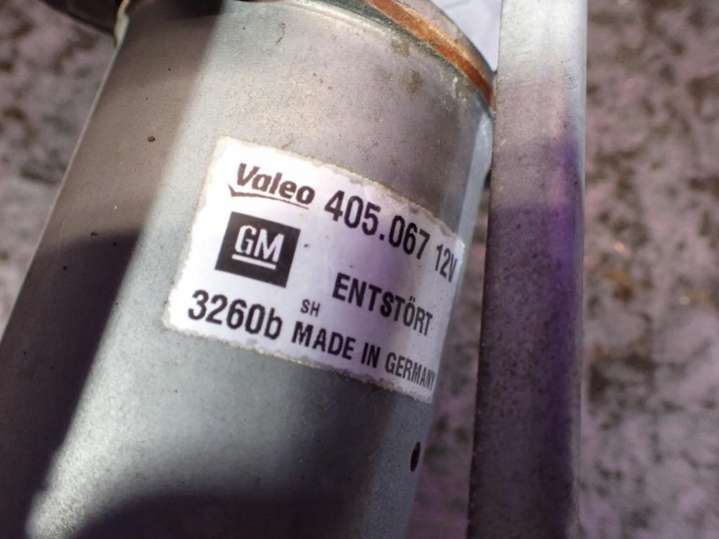 Valeo 405.067 12V
GM
SH ENTSTÖRT
3260b MADE IN GERMANY